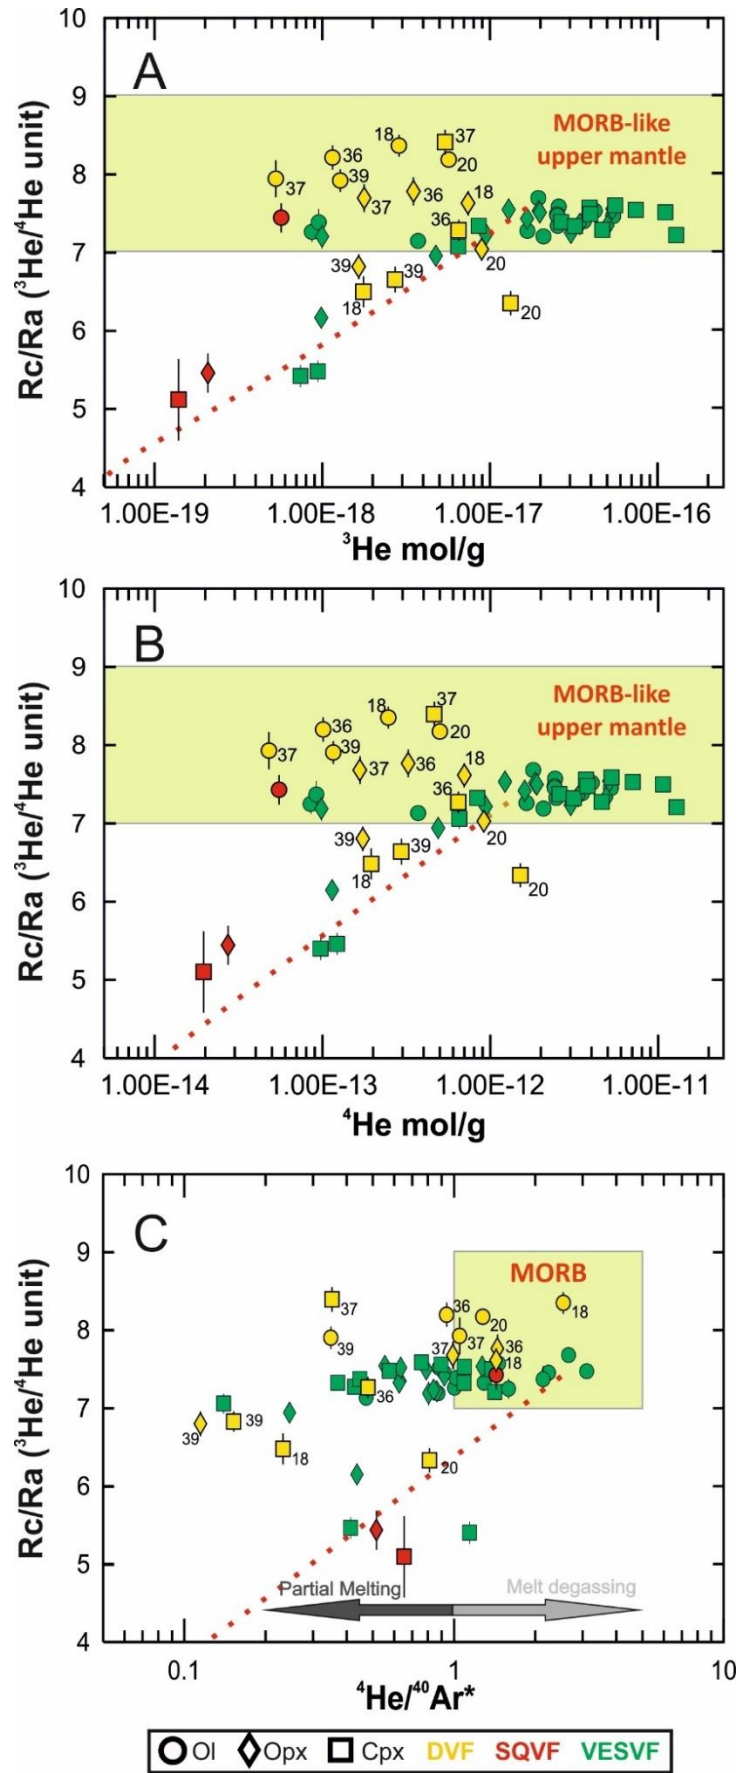 A
Rc/Ra (³He/⁴He unit)
10
9
8
7
6
5
4
MORB-like
upper mantle
37
36
39
18
37
20
37
36
18
36
39
18
39
20
20
1.00E-19
1.00E-18
1.00E-17
1.00E-16
³He mol/g
B
Rc/Ra (³He/⁴He unit)
10
9
8
7
6
5
4
MORB-like
upper mantle
37
36
39
18
37
20
37
36
18
36
39
18
39
20
20
1.00E-14
1.00E-13
1.00E-12
1.00E-11
⁴He mol/g
C
Rc/Ra (³He/⁴He unit)
10
9
8
7
6
5
4
MORB
37
39
36
20
18
37
37
36
18
36
39
39
18
20
Partial Melting
Melt degassing
0.1
1
10
⁴He/⁴⁰Ar*
Ol Opx Cpx DVF SQVF VESVF